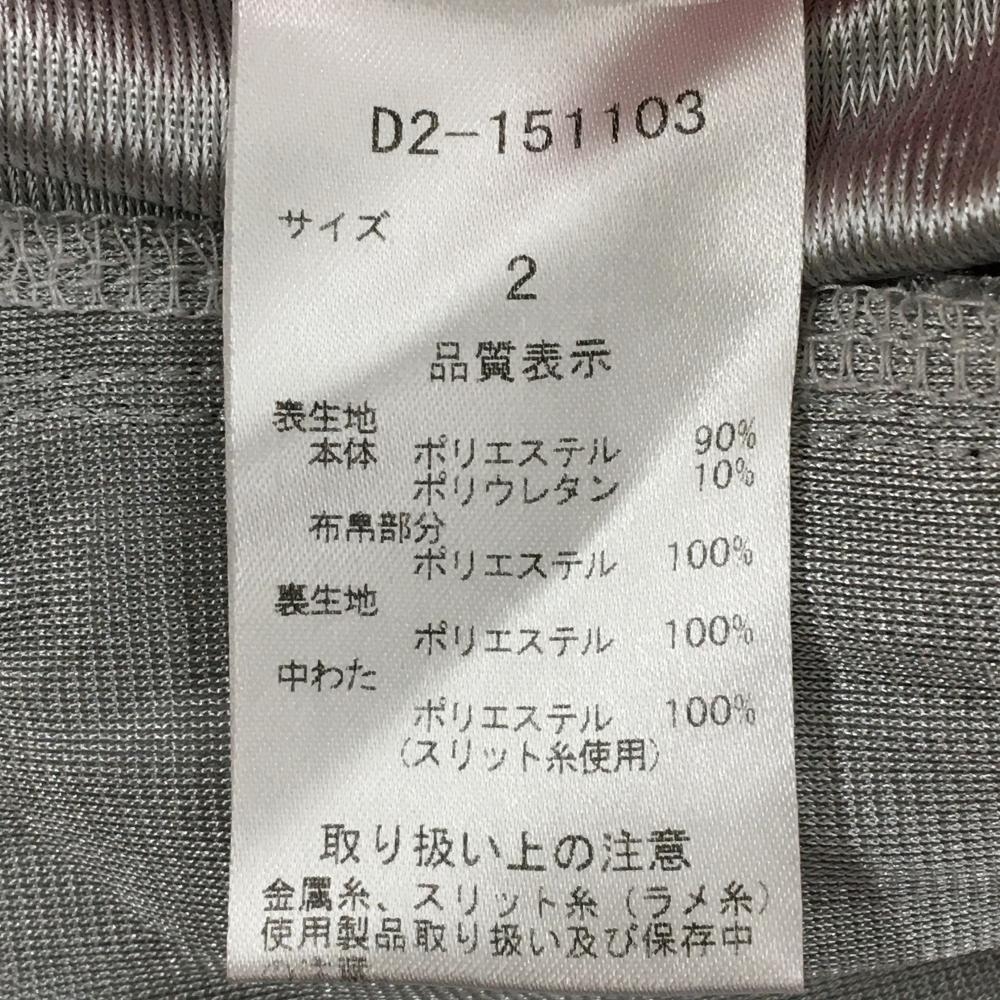 D2-151103
サイズ
2
品質表示
表生地
本体 ポリエステル 90%
ポリウレタン 10%
布帛部分
ポリエステル 100%
裏生地
ポリエステル 100%
中わた
ポリエステル 100%
(スリット糸使用)
取り扱い上の注意
金属糸、スリット糸(ラメ糸)
使用製品取り扱い及び保存中